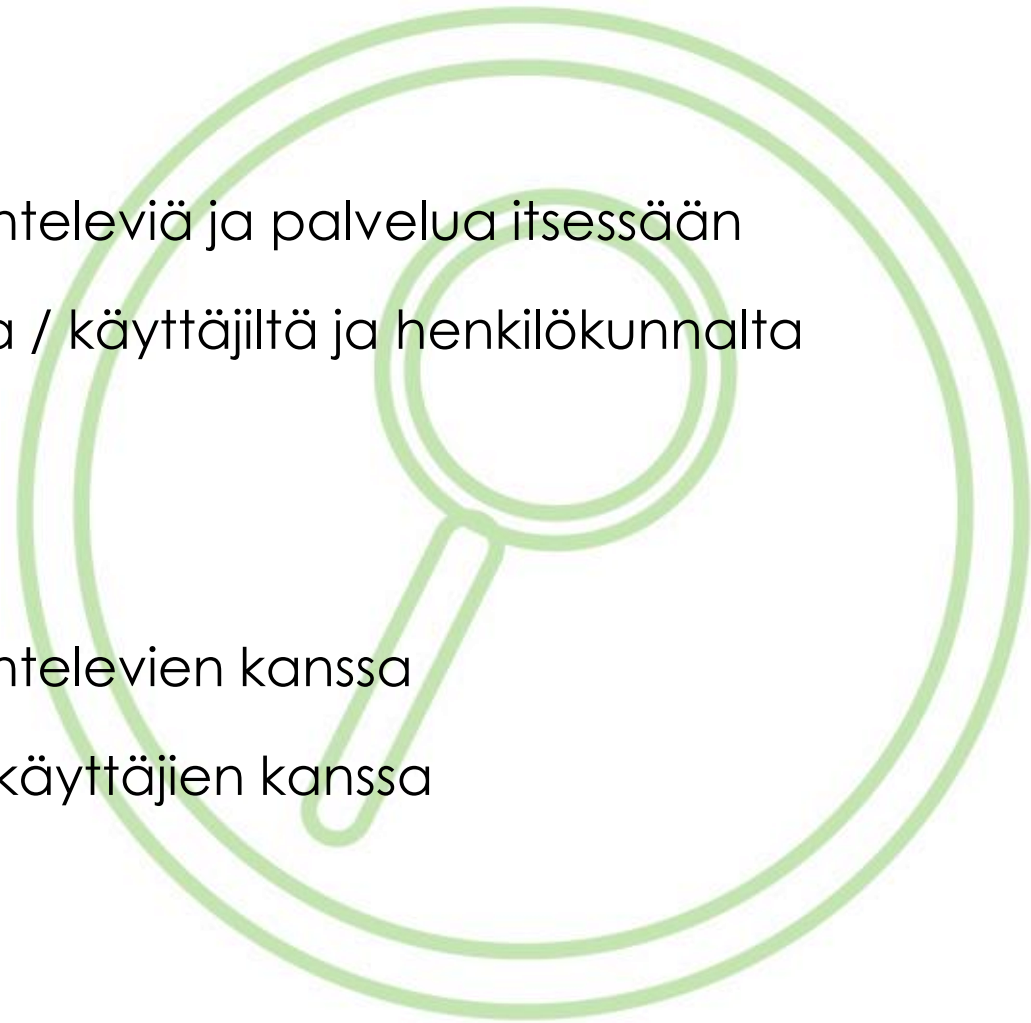 nteleviä ja palvelua itsessään
a / käyttäjiltä ja henkilökunnalta
ntelevien kanssa
käyttäjien kanssa